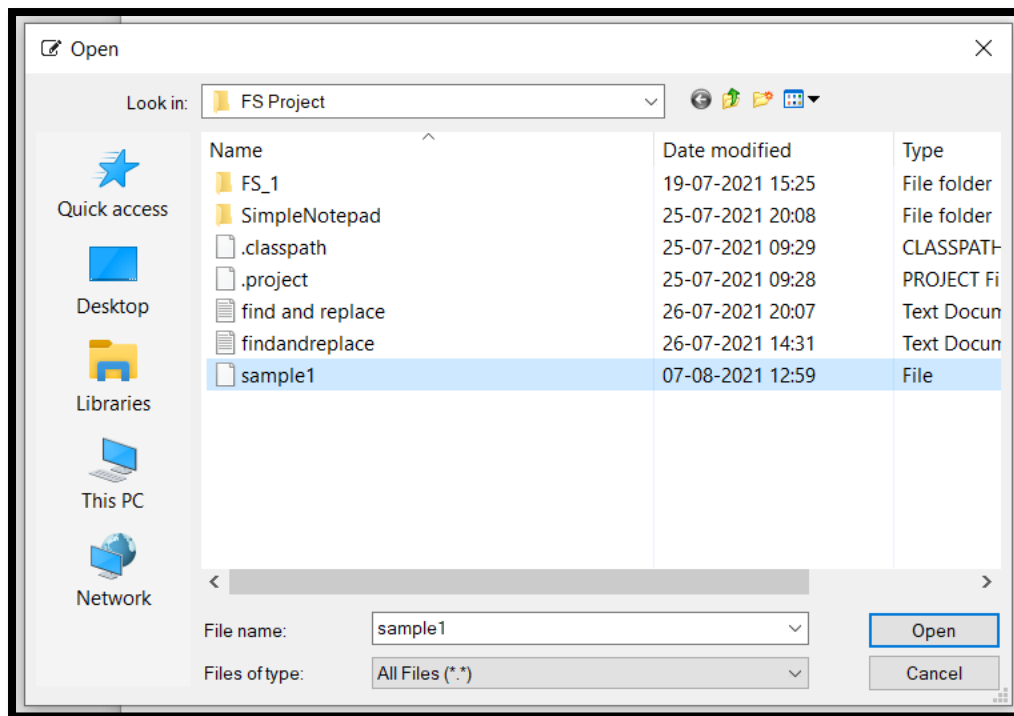 Open
Look in: FS Project
Name Date modified Type
FS_1 19-07-2021 15:25 File folder
SimpleNotepad 25-07-2021 20:08 File folder
.classpath 25-07-2021 09:29 CLASSPATH
.project 25-07-2021 09:28 PROJECT Fi
find and replace 26-07-2021 20:07 Text Docum
findandreplace 26-07-2021 14:31 Text Docum
sample1 07-08-2021 12:59 File
Quick access
Desktop
Libraries
This PC
Network
File name: sample1 Open
Files of type: All Files (*.*) Cancel